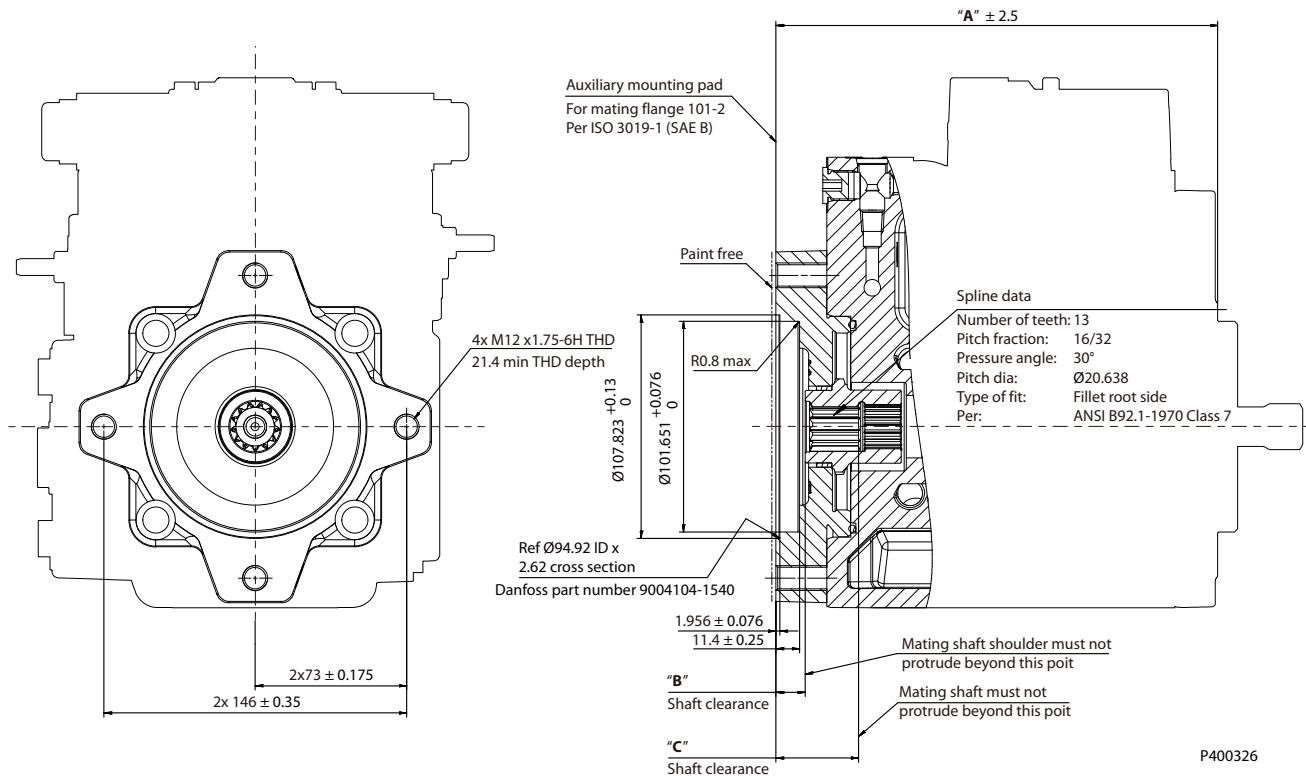 "A" ± 2.5
Auxiliary mounting pad
For mating flange 101-2
Per ISO 3019-1 (SAE B)
Paint free
Spline data
Number of teeth: 13
Pitch fraction: 16/32
Pressure angle: 30°
Pitch dia: Ø20.638
Type of fit: Fillet root side
Per: ANSI B92.1-1970 Class 7
4x M12 x1.75-6H THD
21.4 min THD depth
R0.8 max
Ø107.823 +0.13 0
Ø101.651 +0.076 0
Ref Ø94.92 ID x
2.62 cross section
Danfoss part number 9004104-1540
1.956 ± 0.076
11.4 ± 0.25
Mating shaft shoulder must not
protrude beyond this poit
2x73 ± 0.175
2x 146 ± 0.35
"B"
Shaft clearance
Mating shaft must not
protrude beyond this poit
"C"
Shaft clearance
P400326